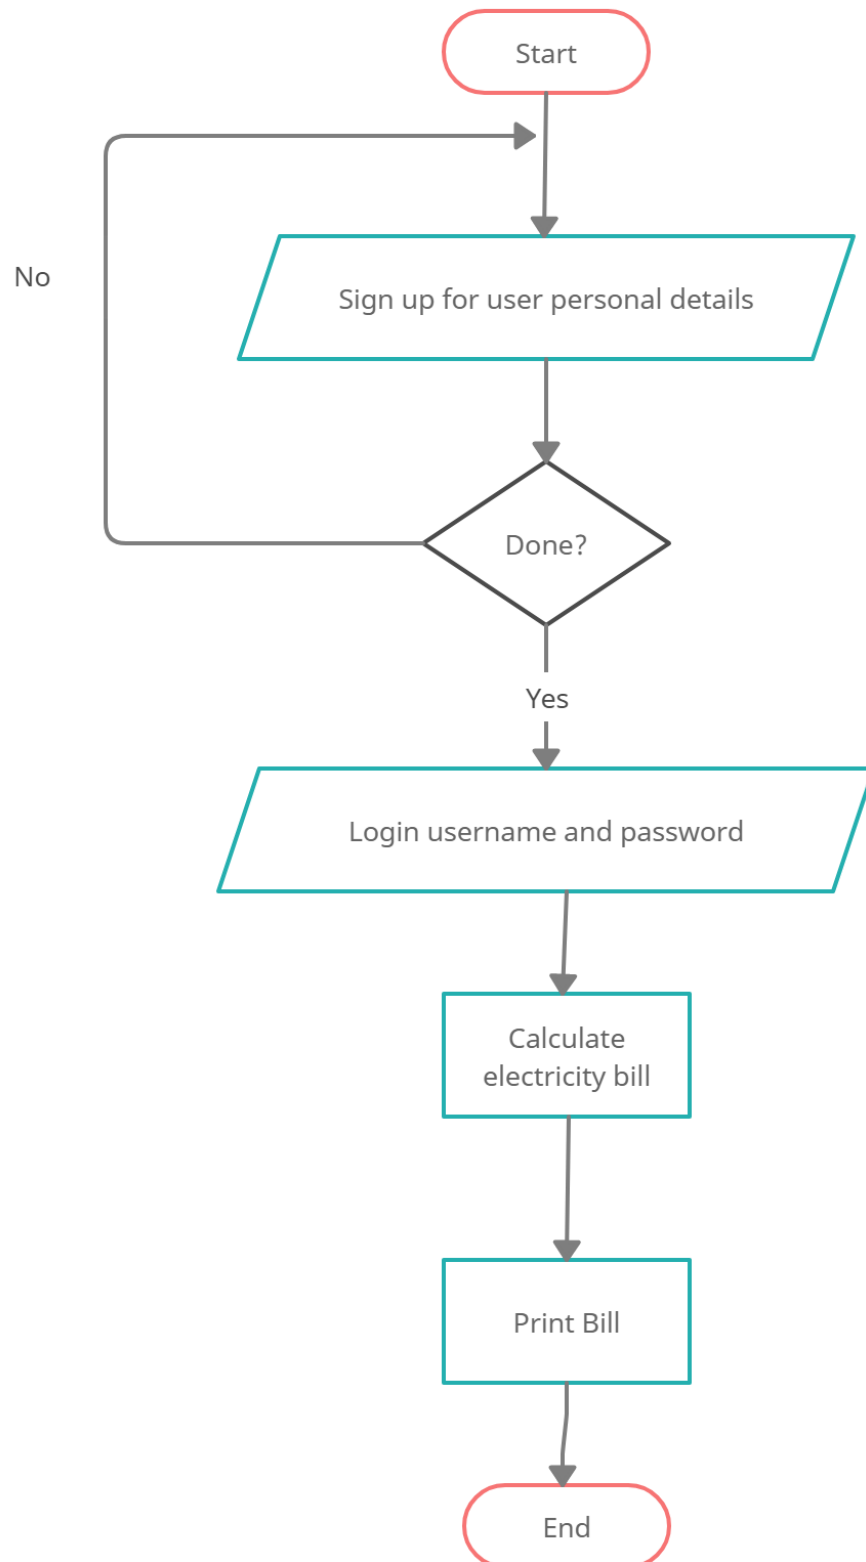 Start
No
Sign up for user personal details
Done?
Yes
Login username and password
Calculate
electricity bill
Print Bill
End